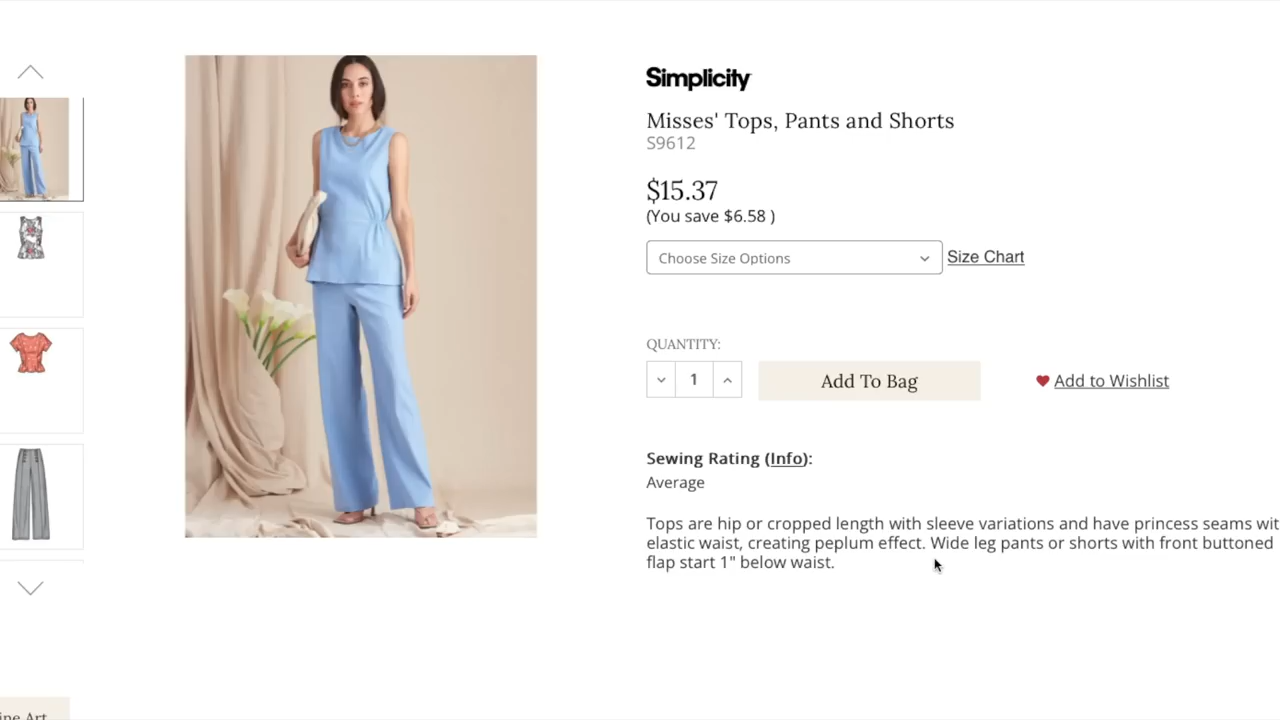 Simplicity
Misses' Tops, Pants and Shorts
S9612
$15.37
(You save $6.58 )
Choose Size Options
Size Chart
QUANTITY:
1
Add To Bag
Add to Wishlist
Sewing Rating (Info):
Average
Tops are hip or cropped length with sleeve variations and have princess seams wit
elastic waist, creating peplum effect. Wide leg pants or shorts with front buttoned
flap start 1" below waist.
ine Art